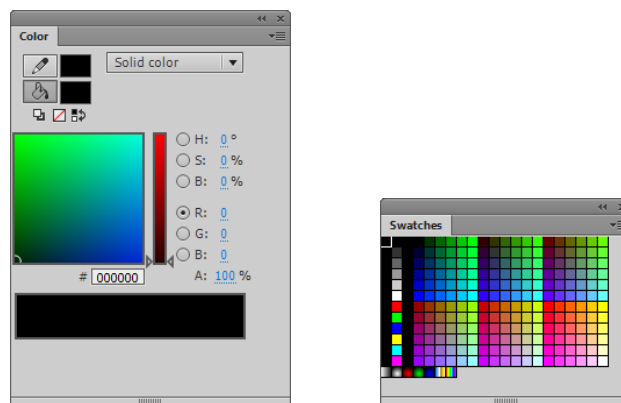 Color
Solid color
H: 0 °
S: 0 %
B: 0 %
R: 0
G: 0
B: 0
# 000000
A: 100 %
Swatches